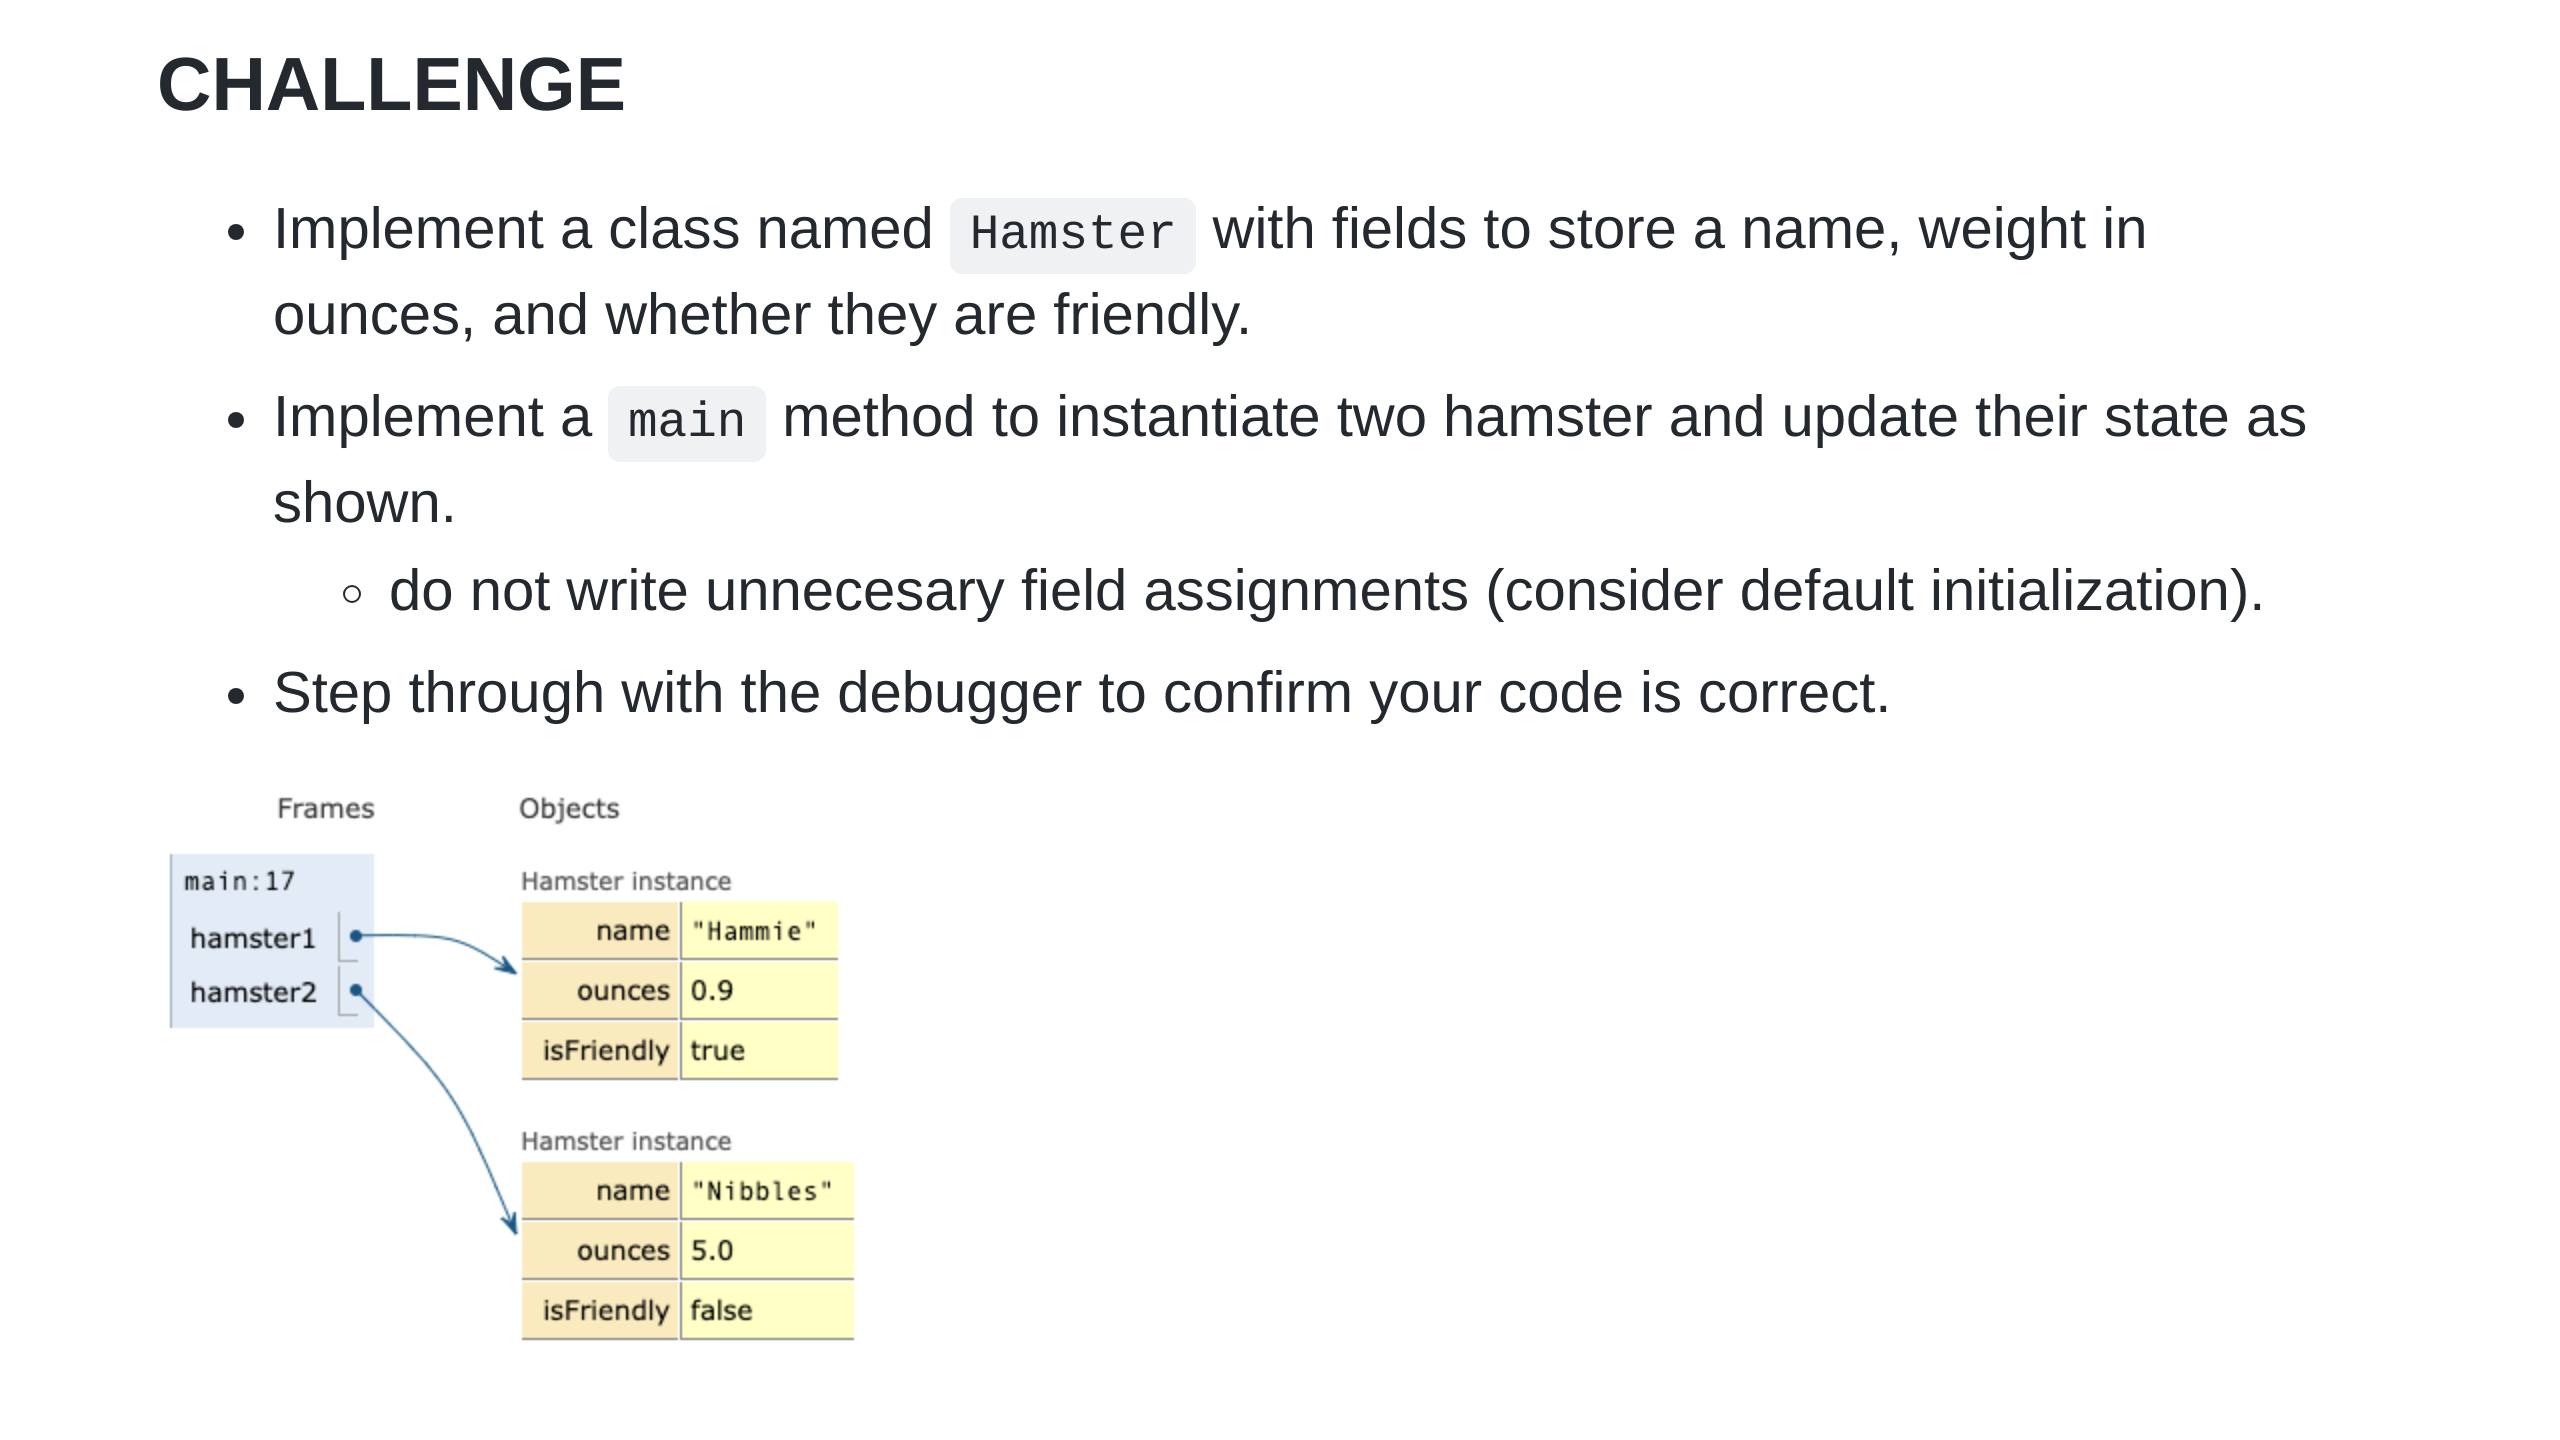 CHALLENGE
Implement a class named Hamster with fields to store a name, weight in
ounces, and whether they are friendly.
Implement a main method to instantiate two hamster and update their state as
shown.
do not write unnecesary field assignments (consider default initialization).
Step through with the debugger to confirm your code is correct.
Frames
Objects
main:17
hamster1
hamster2
Hamster instance
name "Hammie"
ounces 0.9
isFriendly true
Hamster instance
name "Nibbles"
ounces 5.0
isFriendly false